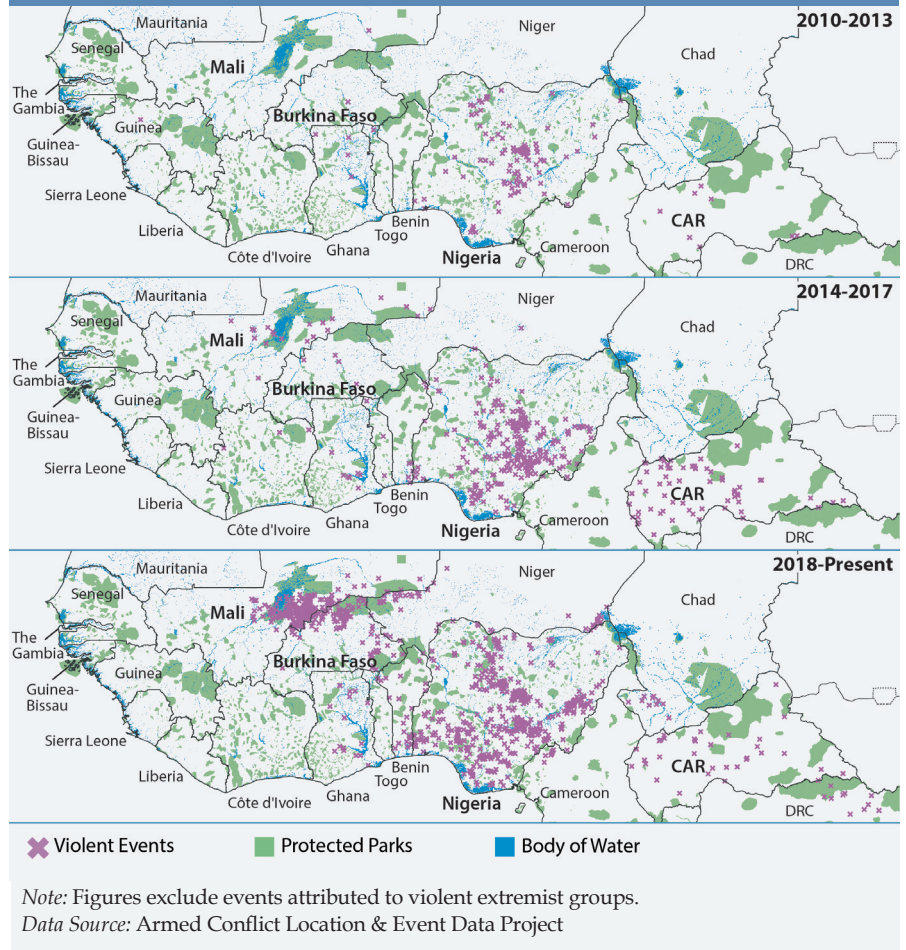 2010-2013
Mauritania
Niger
Chad
Senegal
Mali
The
Gambia
Burkina Faso
Guinea
Guinea-
Bissau
Sierra Leone
CAR
Liberia
Benin
Togo
Ghana
Côte d'Ivoire
Nigeria
Cameroon
DRC
2014-2017
Mauritania
Niger
Chad
Senegal
Mali
The
Gambia
Burkina Faso
Guinea
Guinea-
Bissau
Sierra Leone
CAR
Liberia
Benin
Togo
Ghana
Côte d'Ivoire
Nigeria
Cameroon
DRC
2018-Present
Mauritania
Niger
Chad
Senegal
Mali
The
Gambia
Burkina Faso
Guinea
Guinea-
Bissau
Sierra Leone
CAR
Liberia
Benin
Togo
Ghana
Côte d'Ivoire
Nigeria
Cameroon
DRC
Violent Events
Protected Parks
Body of Water
Note: Figures exclude events attributed to violent extremist groups.
Data Source: Armed Conflict Location & Event Data Project